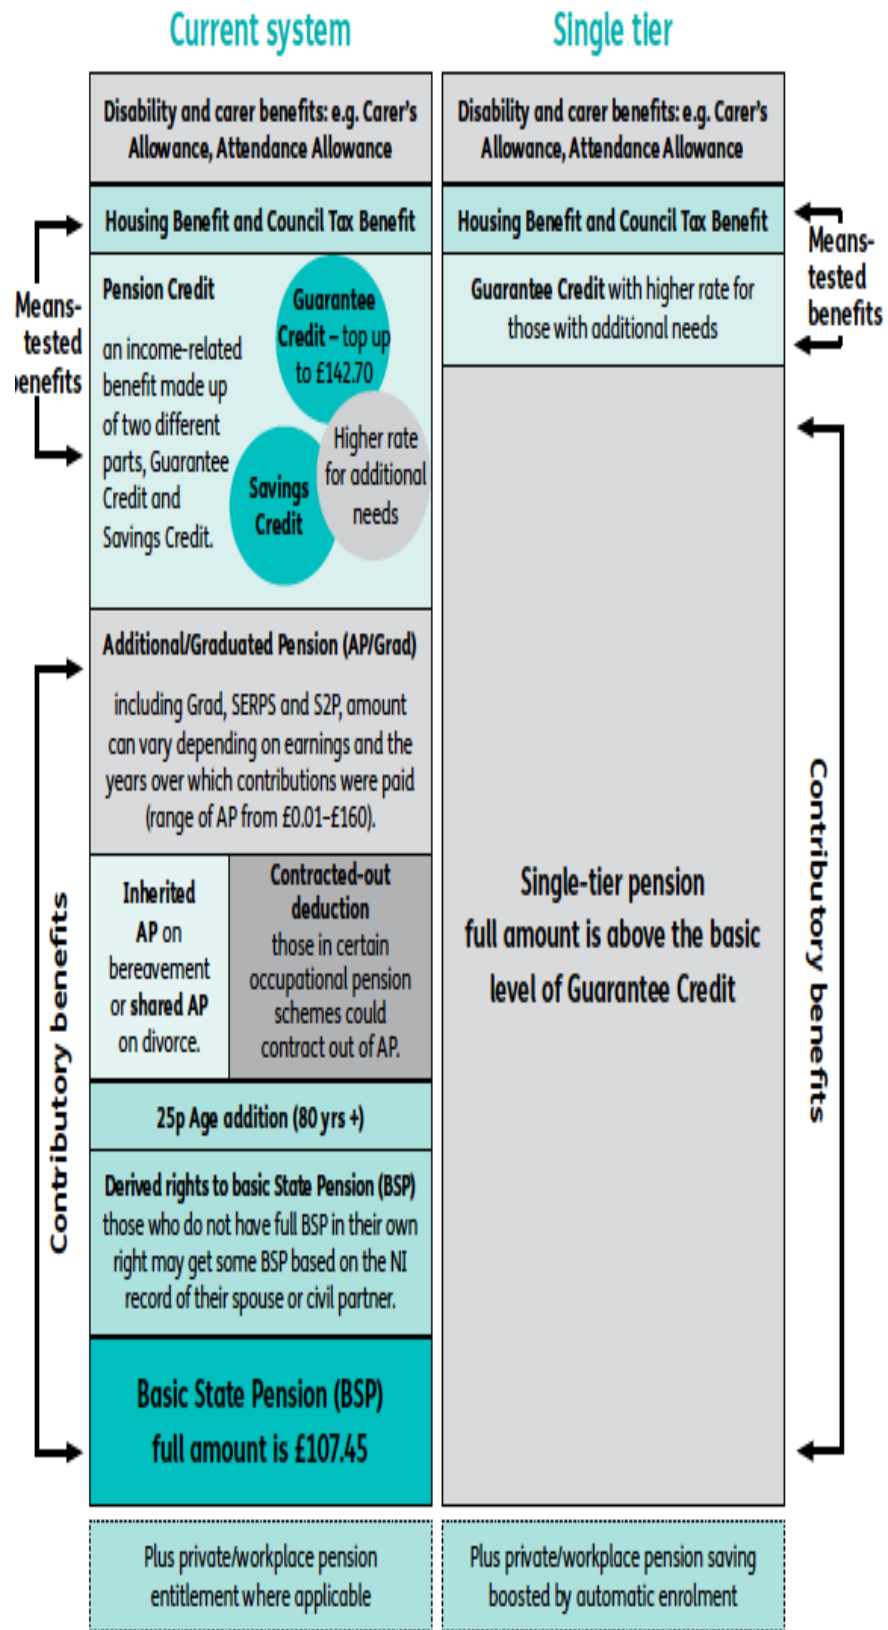 Current system
Single tier
Disability and carer benefits: e.g. Carer's
Allowance, Attendance Allowance
Housing Benefit and Council Tax Benefit
Pension Credit
an income-related
benefit made up
of two different
parts, Guarantee
Credit and
Savings Credit.
Guarantee
Credit – top up
to £142.70
Higher rate
for additional
needs
Savings
Credit
Means-
tested
benefits
Additional/Graduated Pension (AP/Grad)
including Grad, SERPS and S2P, amount
can vary depending on earnings and the
years over which contributions were paid
(range of AP from £0.01–£160).
Inherited
AP on
bereavement
or shared AP
on divorce.
Contracted-out
deduction
those in certain
occupational pension
schemes could
contract out of AP.
25p Age addition (80 yrs +)
Derived rights to basic State Pension (BSP)
those who do not have full BSP in their own
right may get some BSP based on the NI
record of their spouse or civil partner.
Basic State Pension (BSP)
full amount is £107.45
Contributory benefits
Plus private/workplace pension
entitlement where applicable
Disability and carer benefits: e.g. Carer's
Allowance, Attendance Allowance
Housing Benefit and Council Tax Benefit
Guarantee Credit with higher rate for
those with additional needs
Means-
tested
benefits
Single-tier pension
full amount is above the basic
level of Guarantee Credit
Contributory benefits
Plus private/workplace pension saving
boosted by automatic enrolment